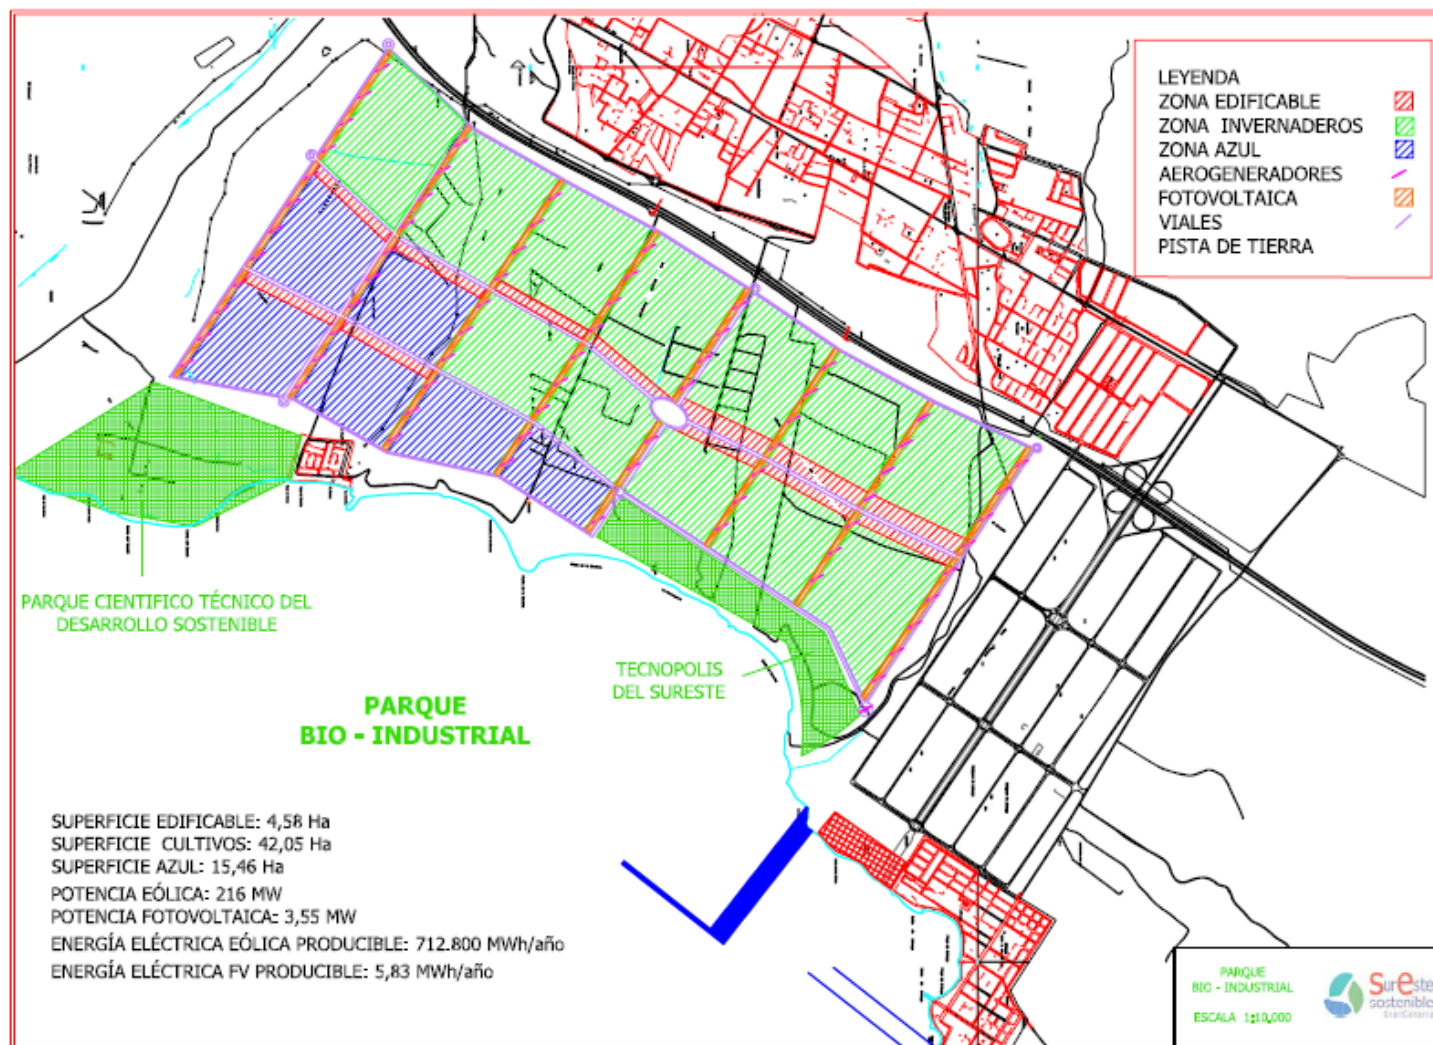 LEYENDA
ZONA EDIFICABLE
ZONA INVERNADEROS
ZONA AZUL
AEROGENERADORES
FOTOVOLTAICA
VIALES
PISTA DE TIERRA
PARQUE CIENTIFICO TÉCNICO DEL
DESARROLLO SOSTENIBLE
TECNOPOLIS
DEL SURESTE
PARQUE
BIO - INDUSTRIAL
SUPERFICIE EDIFICABLE: 4,58 Ha
SUPERFICIE CULTIVOS: 42,05 Ha
SUPERFICIE AZUL: 15,46 Ha
POTENCIA EÓLICA: 216 MW
POTENCIA FOTOVOLTAICA: 3,55 MW
ENERGÍA ELÉCTRICA EÓLICA PRODUCIBLE: 712.800 MWh/año
ENERGÍA ELÉCTRICA FV PRODUCIBLE: 5,83 MWh/año
PARQUE
BIO - INDUSTRIAL
ESCALA 1:10,000
Sureste
sostenible
GranCanaria